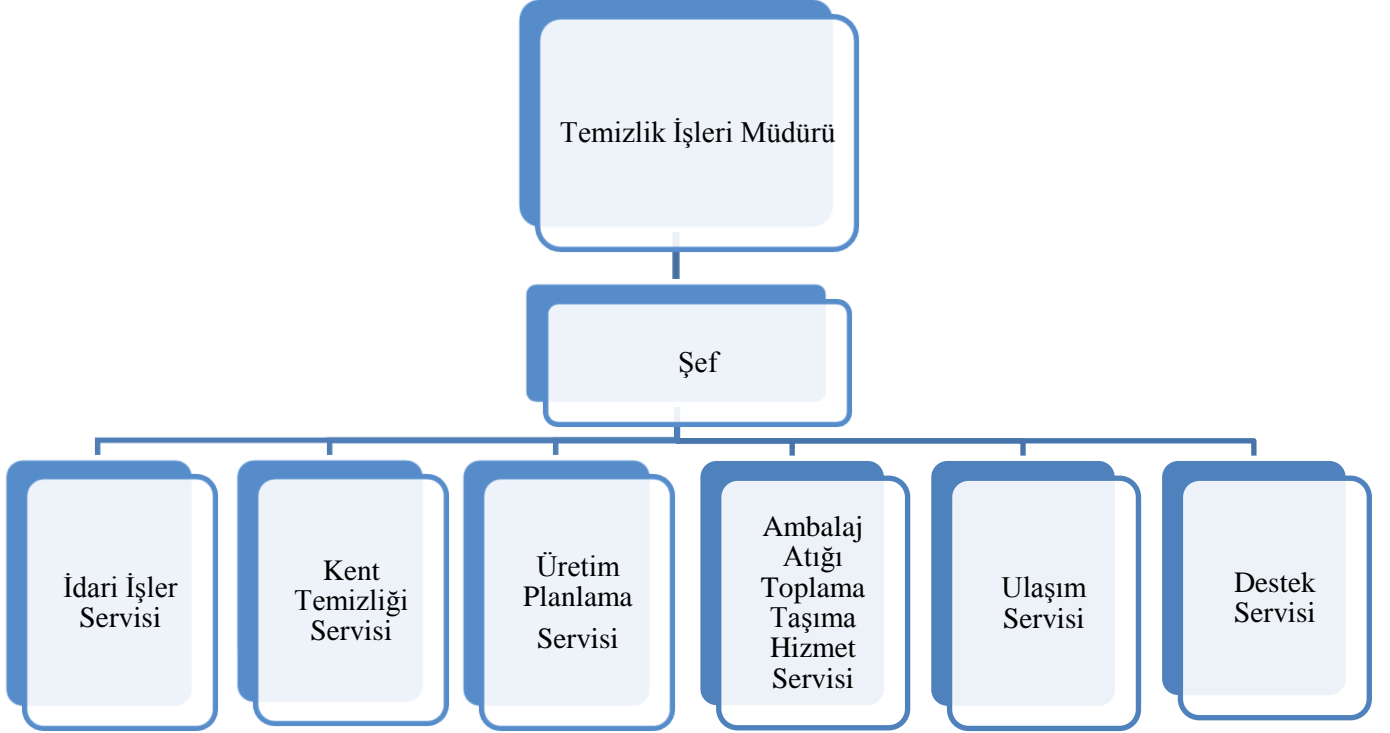 Temizlik İşleri Müdürü
Şef
İdari İşler
Servisi
Kent
Temizliği
Servisi
Üretim
Planlama
Servisi
Ambalaj
Atığı
Toplama
Taşıma
Hizmet
Servisi
Ulaşım
Servisi
Destek
Servisi